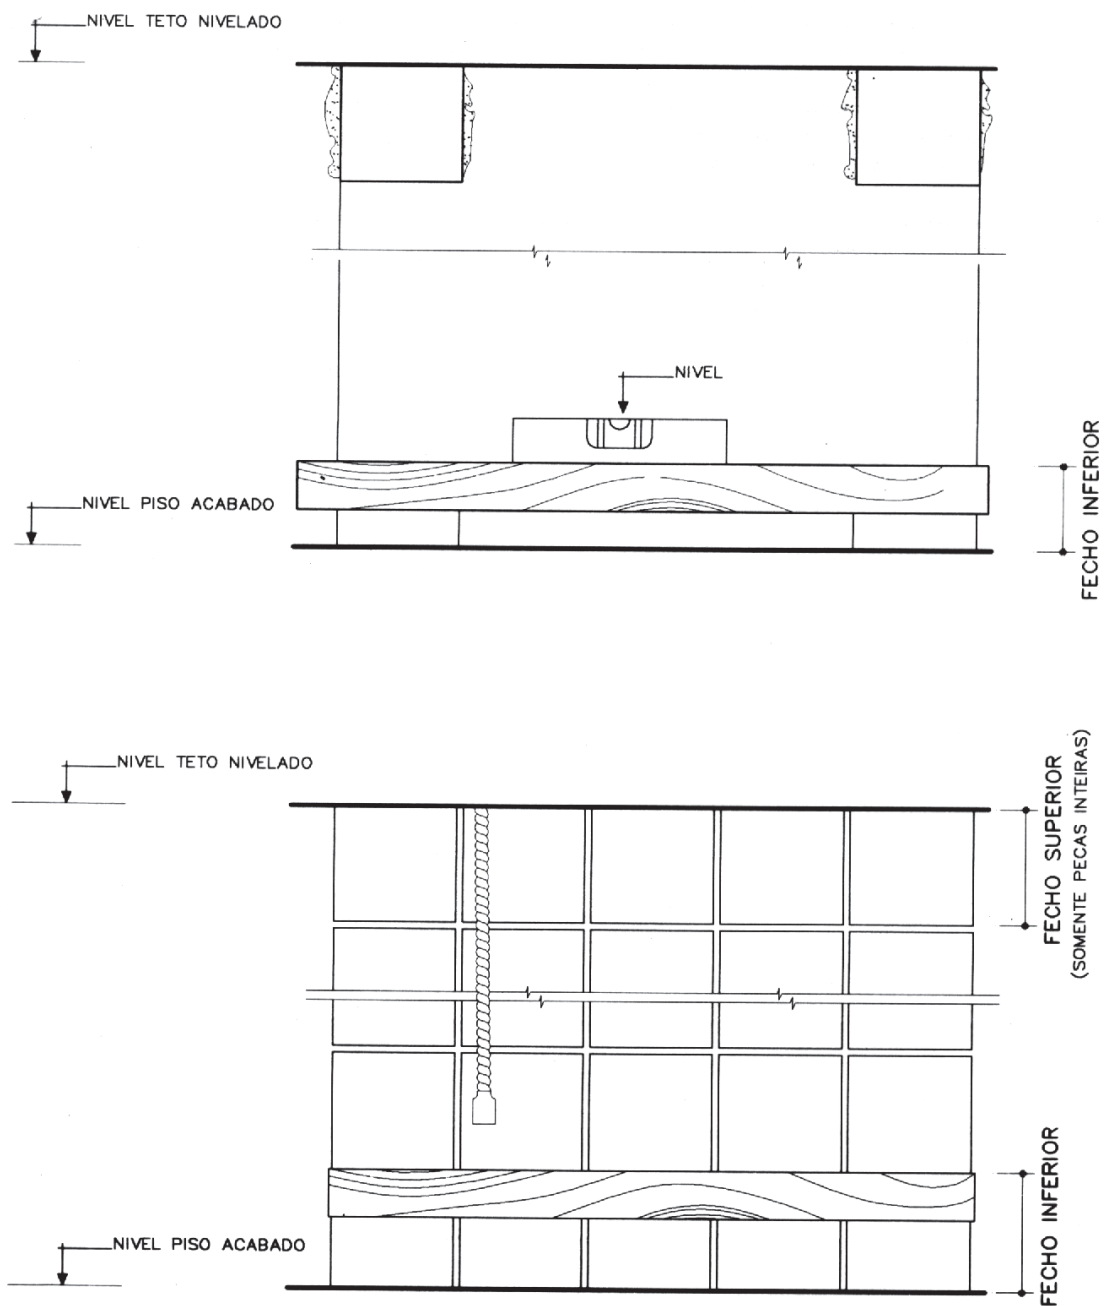 NIVEL TETO NIVELADO
NIVEL
NIVEL PISO ACABADO
FECHO INFERIOR
NIVEL TETO NIVELADO
FECHO SUPERIOR
(SOMENTE PECAS INTEIRAS)
FECHO INFERIOR
NIVEL PISO ACABADO